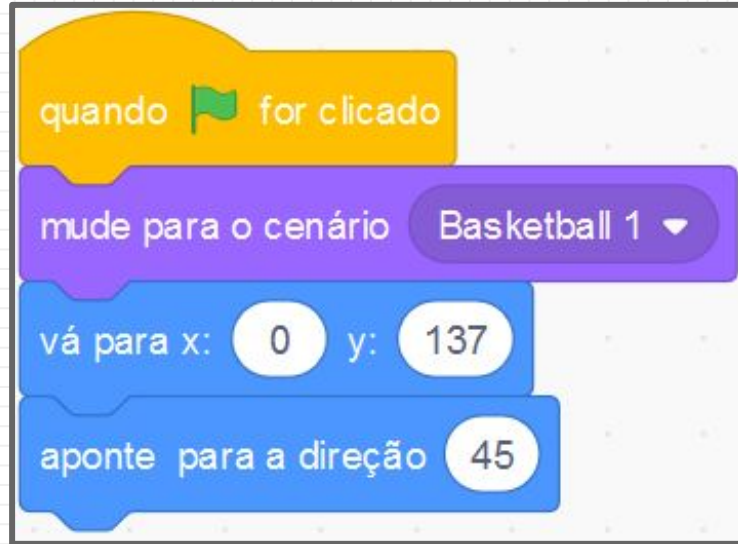 quando for clicado
mude para o cenário Basketball 1
vá para x: 0 y: 137
aponte para a direção 45